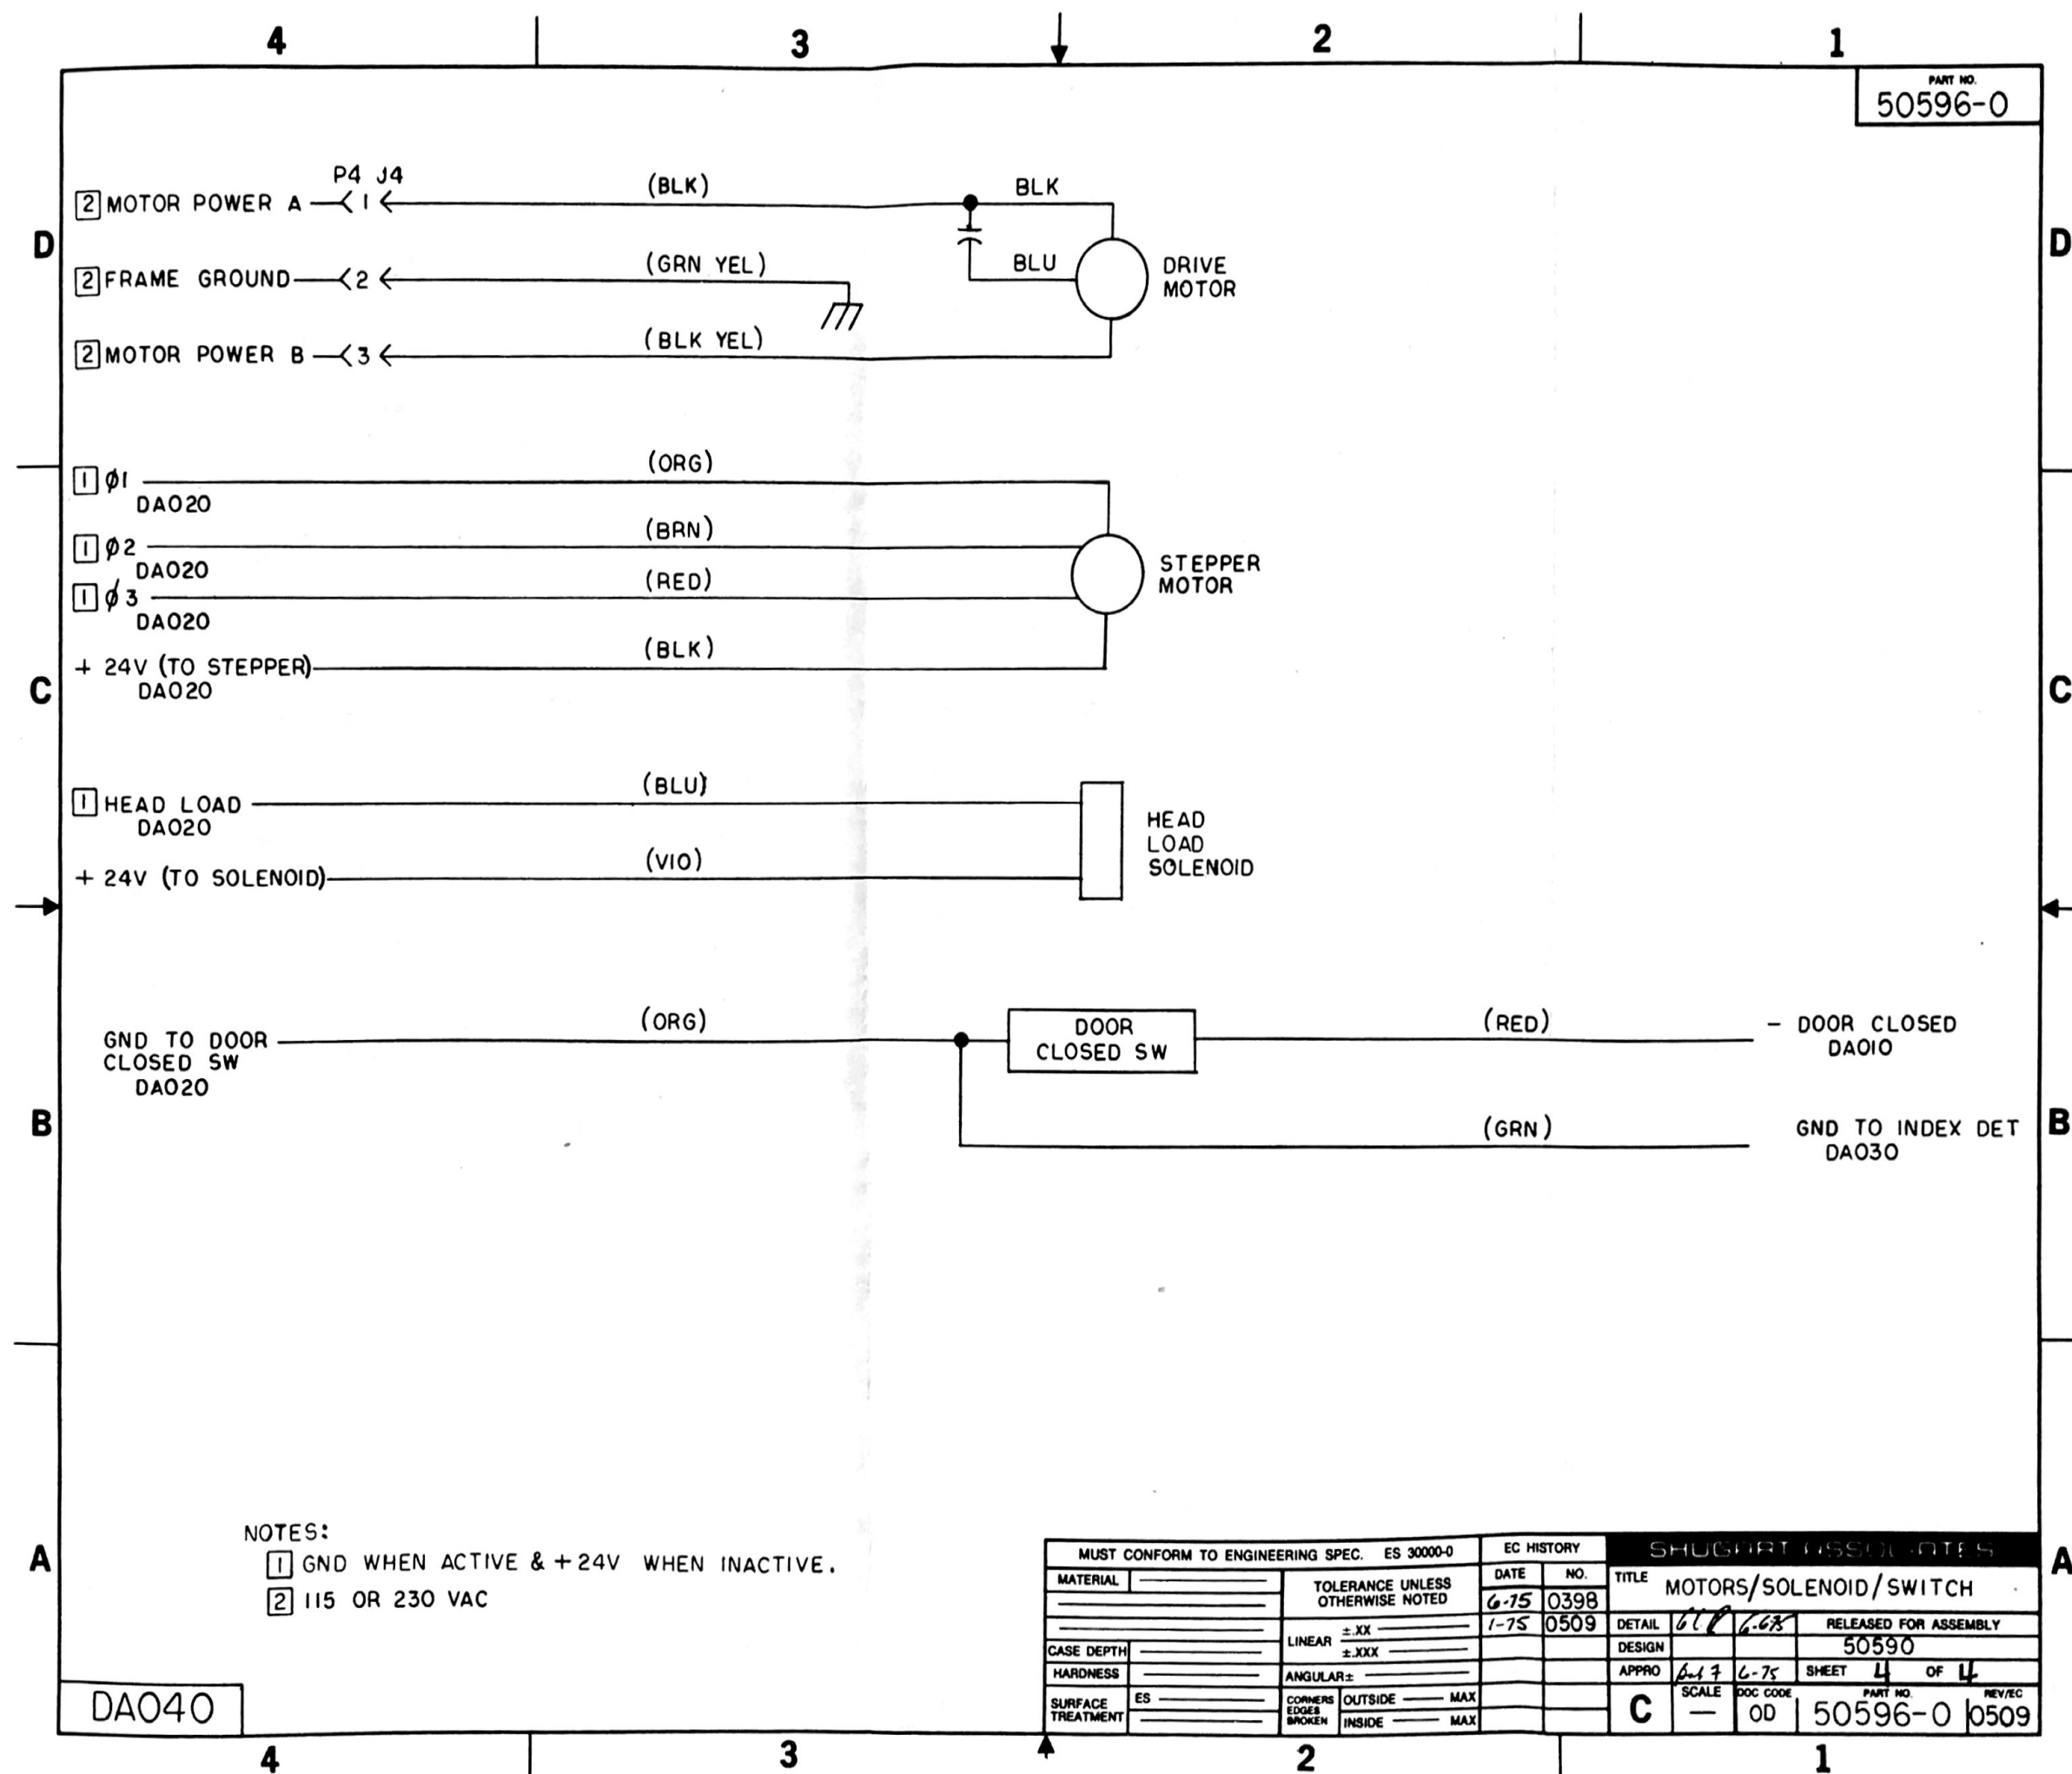 4 3 2 1
PART NO.
50596-0
P4 J4
2 MOTOR POWER A 1 (BLK) BLK
D D
2 FRAME GROUND 2 (GRN YEL) BLU DRIVE
MOTOR
2 MOTOR POWER B 3 (BLK YEL)
1 ø1 (ORG)
DA020
1 ø2 (BRN)
DA020
STEPPER
MOTOR
1 ø3 (RED)
DA020
+ 24V (TO STEPPER) (BLK)
DA020
C C
1 HEAD LOAD (BLU)
DA020
HEAD
LOAD
SOLENOID
+ 24V (TO SOLENOID) (VIO)
GND TO DOOR
CLOSED SW
DA020
(ORG)
DOOR
CLOSED SW
(RED)
- DOOR CLOSED
DA010
B B
(GRN)
GND TO INDEX DET
DA030
NOTES:
1 GND WHEN ACTIVE & +24V WHEN INACTIVE.
2 115 OR 230 VAC
A A
MUST CONFORM TO ENGINEERING SPEC. ES 30000-0
MATERIAL
TOLERANCE UNLESS
OTHERWISE NOTED
LINEAR ±.XX
±.XXX
CASE DEPTH
HARDNESS
ANGULAR±
SURFACE
TREATMENT
ES
CORNERS
EDGES
BROKEN
OUTSIDE MAX
INSIDE MAX
EC HISTORY
DATE NO.
6-75 0398
1-75 0509
SHUGART ASSOCIATES
TITLE MOTORS/SOLENOID/SWITCH
DETAIL RELEASED FOR ASSEMBLY
DESIGN 50590
APPRO 6-75 SHEET 4 OF 4
C SCALE — DOC CODE OD PART NO. 50596-0 REV/EC 0509
DA040
4 3 2 1